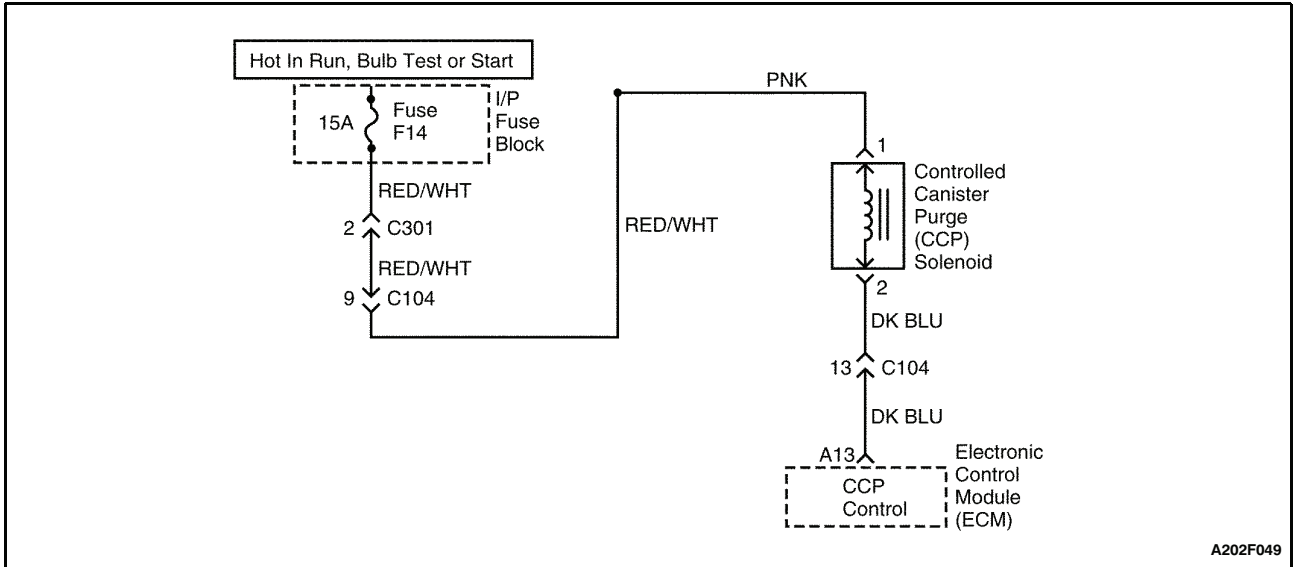 Hot In Run, Bulb Test or Start
15A
Fuse
F14
I/P
Fuse
Block
RED/WHT
2 C301
RED/WHT
9 C104
RED/WHT
PNK
1
Controlled
Canister
Purge
(CCP)
Solenoid
2
DK BLU
13 C104
DK BLU
A13
CCP
Control
Electronic
Control
Module
(ECM)
A202F049